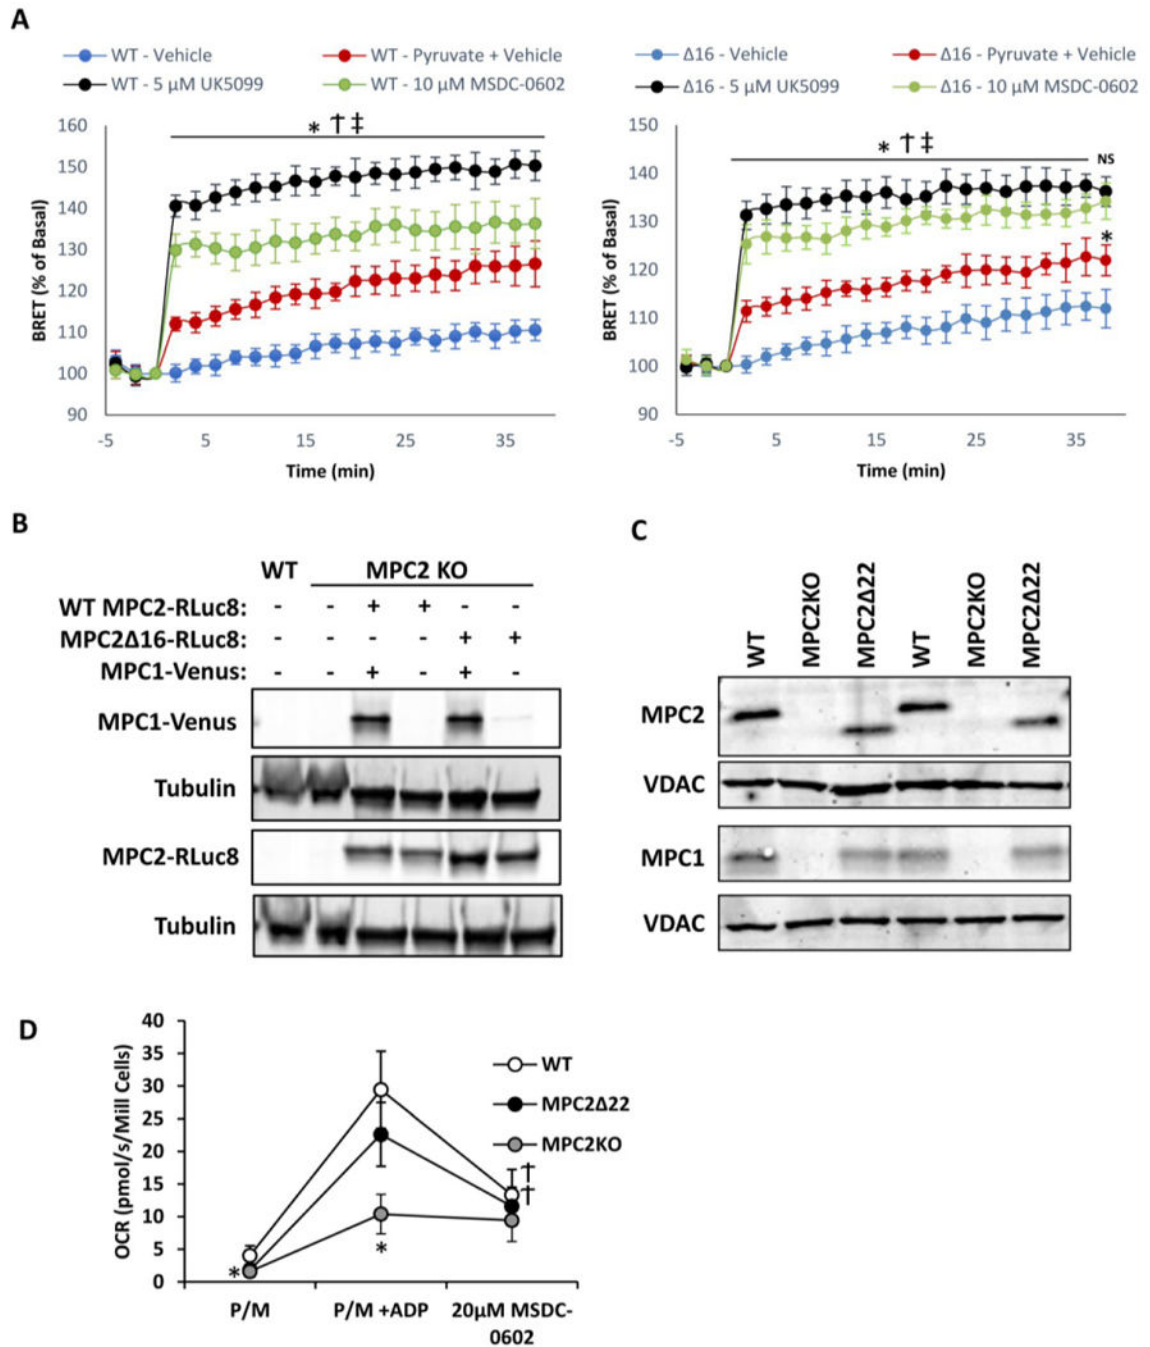 A
WT - Vehicle
WT - Pyruvate + Vehicle
WT - 5 µM UK5099
WT - 10 µM MSDC-0602
BRET (% of Basal)
160
150
140
130
120
110
100
90
* † ‡
-5
5
15
25
35
Time (min)
Δ16 - Vehicle
Δ16 - Pyruvate + Vehicle
Δ16 - 5 µM UK5099
Δ16 - 10 µM MSDC-0602
BRET (% of Basal)
150
140
130
120
110
100
90
* † ‡
NS
*
-5
5
15
25
35
Time (min)
B
WT
MPC2 KO
WT MPC2-RLuc8: - - + + - -
MPC2Δ16-RLuc8: - - - - + +
MPC1-Venus: - - + - + -
MPC1-Venus
Tubulin
MPC2-RLuc8
Tubulin
C
WT
MPC2KO
MPC2Δ22
WT
MPC2KO
MPC2Δ22
MPC2
VDAC
MPC1
VDAC
D
OCR (pmol/s/Mill Cells)
40
35
30
25
20
15
10
5
0
WT
MPC2Δ22
MPC2KO
†
†
*
*
P/M
P/M +ADP
20µM MSDC-
0602